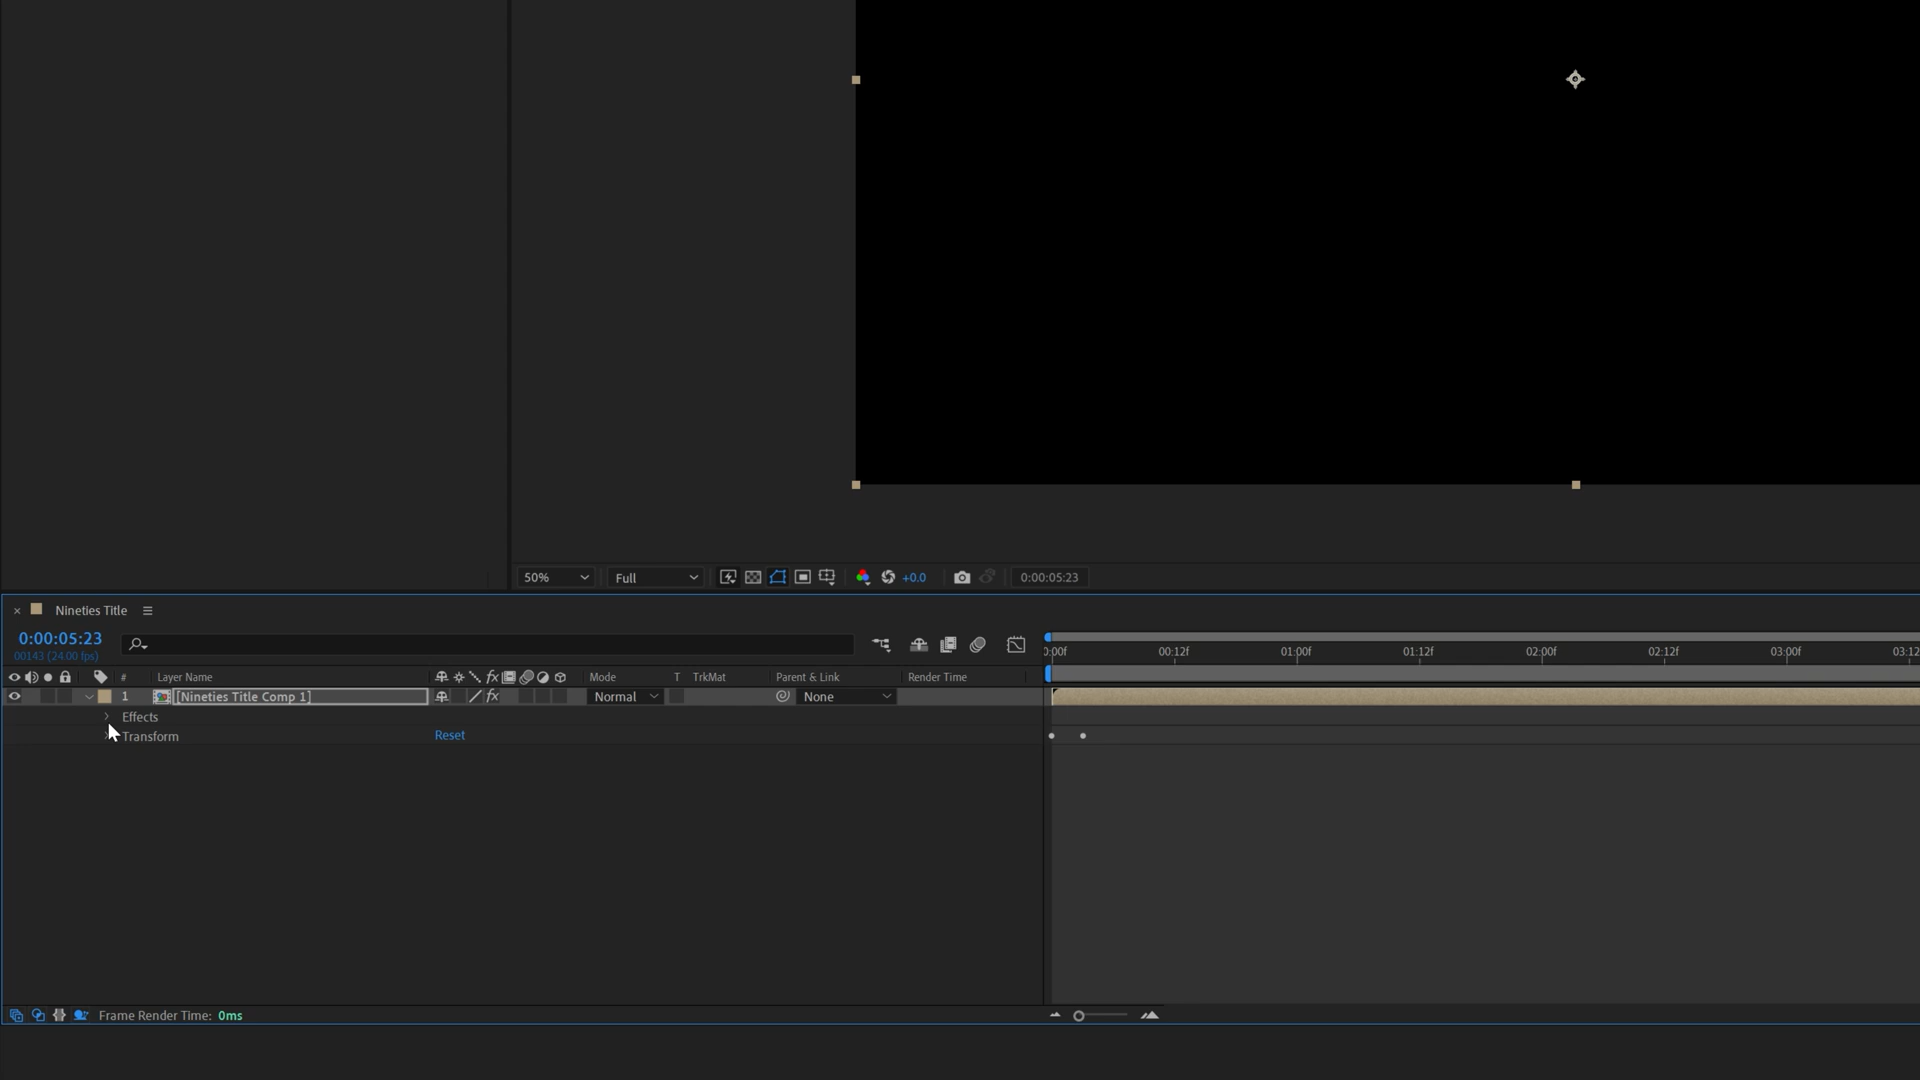 50%
Full
+0.0
0:00:05:23
Nineties Title
0:00:05:23
00143 (24.00 fps)
0:00f 00:12f 01:00f 01:12f 02:00f 02:12f 03:00f 03:12
# Layer Name fx Mode T TrkMat Parent & Link Render Time
1 [Nineties Title Comp 1] fx Normal None
Effects
Transform Reset
Frame Render Time: 0ms